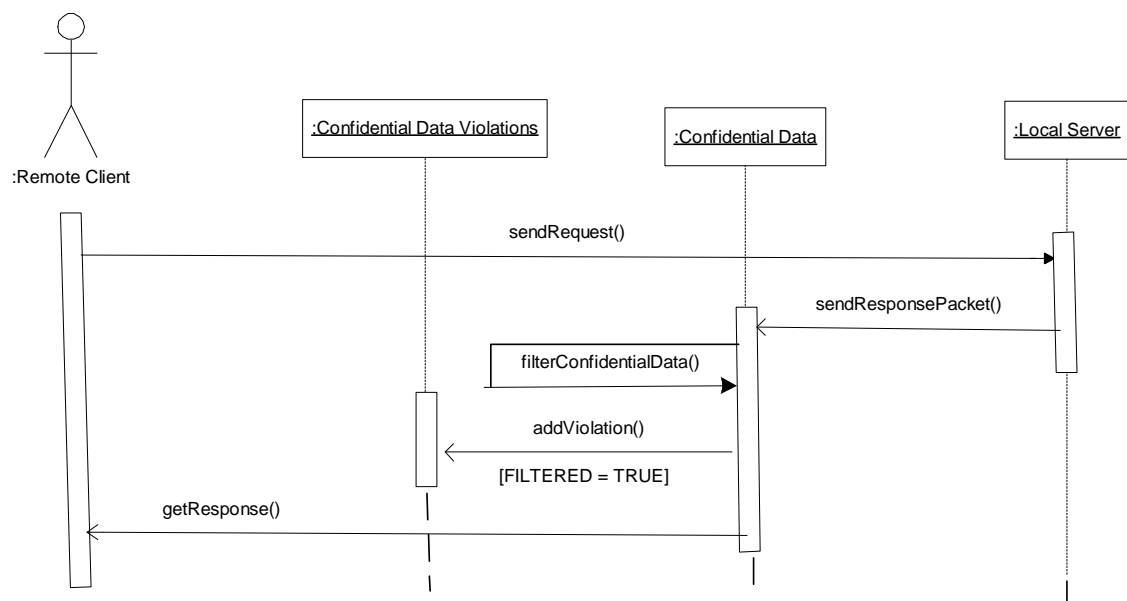 :Remote Client
:Confidential Data Violations
:Confidential Data
:Local Server
sendRequest()
sendResponsePacket()
filterConfidentialData()
addViolation()
[FILTERED = TRUE]
getResponse()